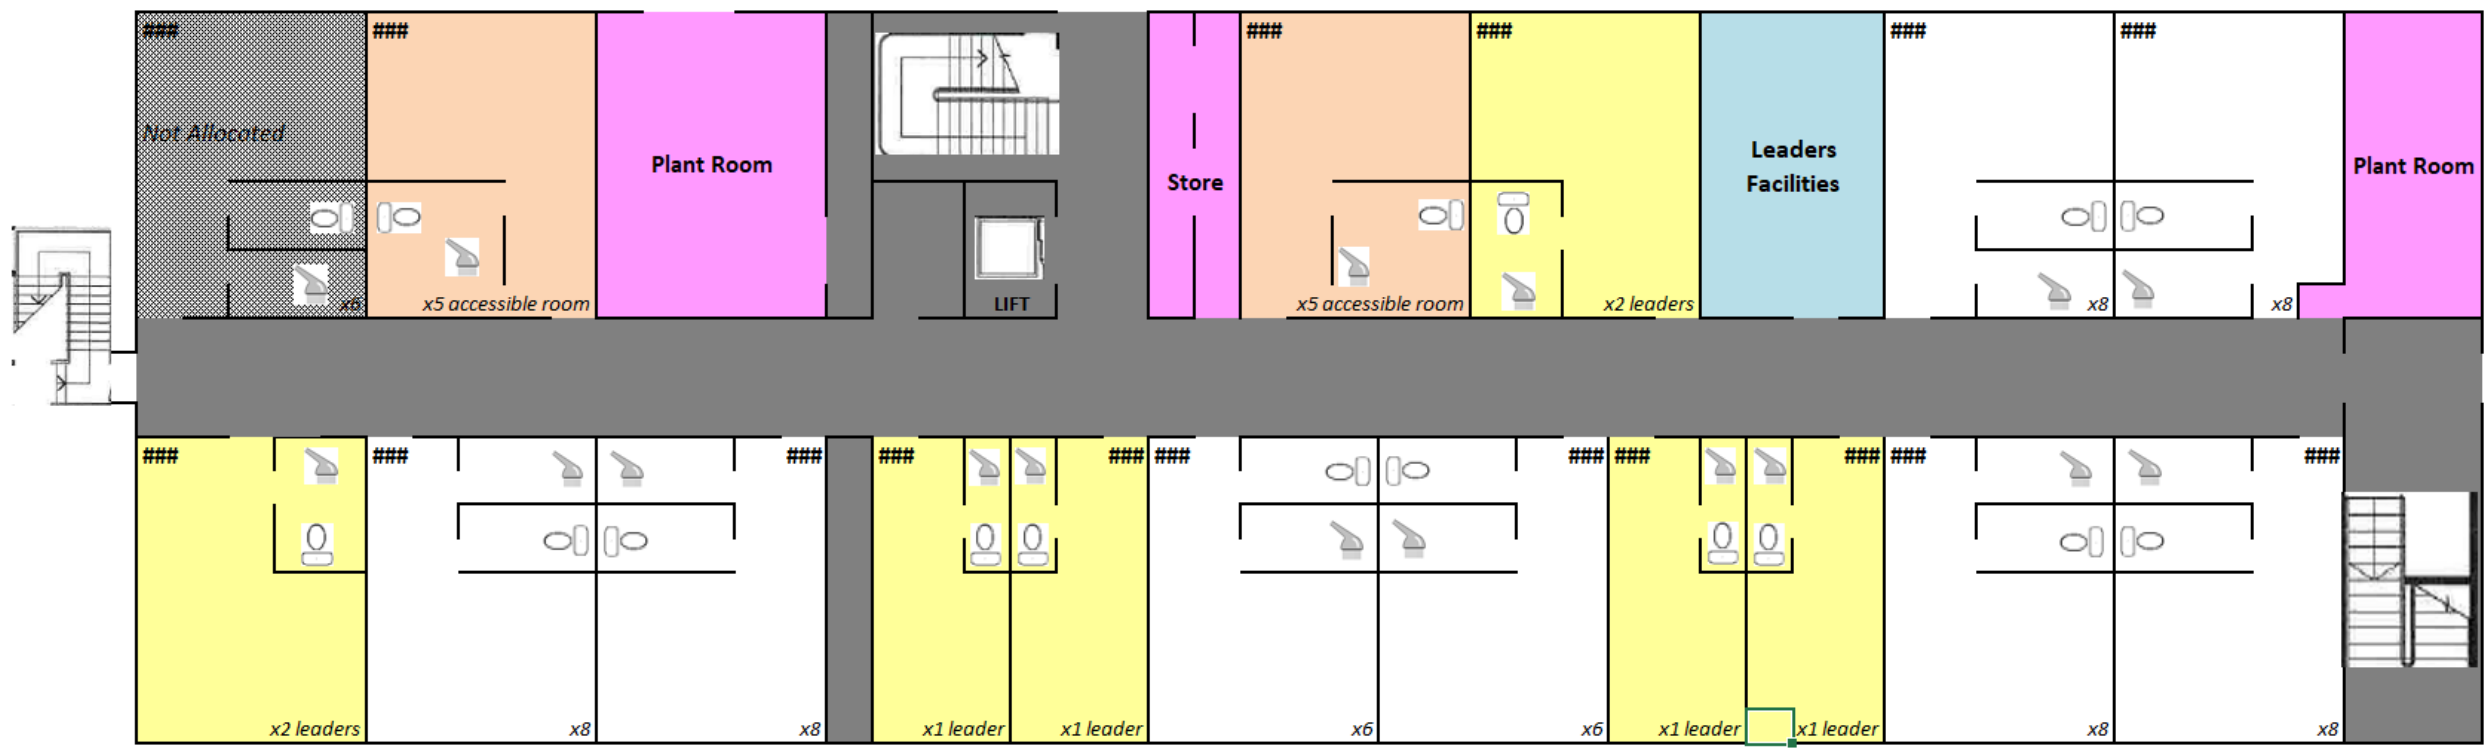 ### ### ### ### ### ###
Not Allocated
Plant Room
Store
Leaders
Facilities
Plant Room
x6
x5 accessible room
LIFT
x5 accessible room
x2 leaders
x8
x8
### ### ### ### ### ### ### ### ### ### ###
x2 leaders
x8
x8
x1 leader
x1 leader
x6
x6
x1 leader
x1 leader
x8
x8